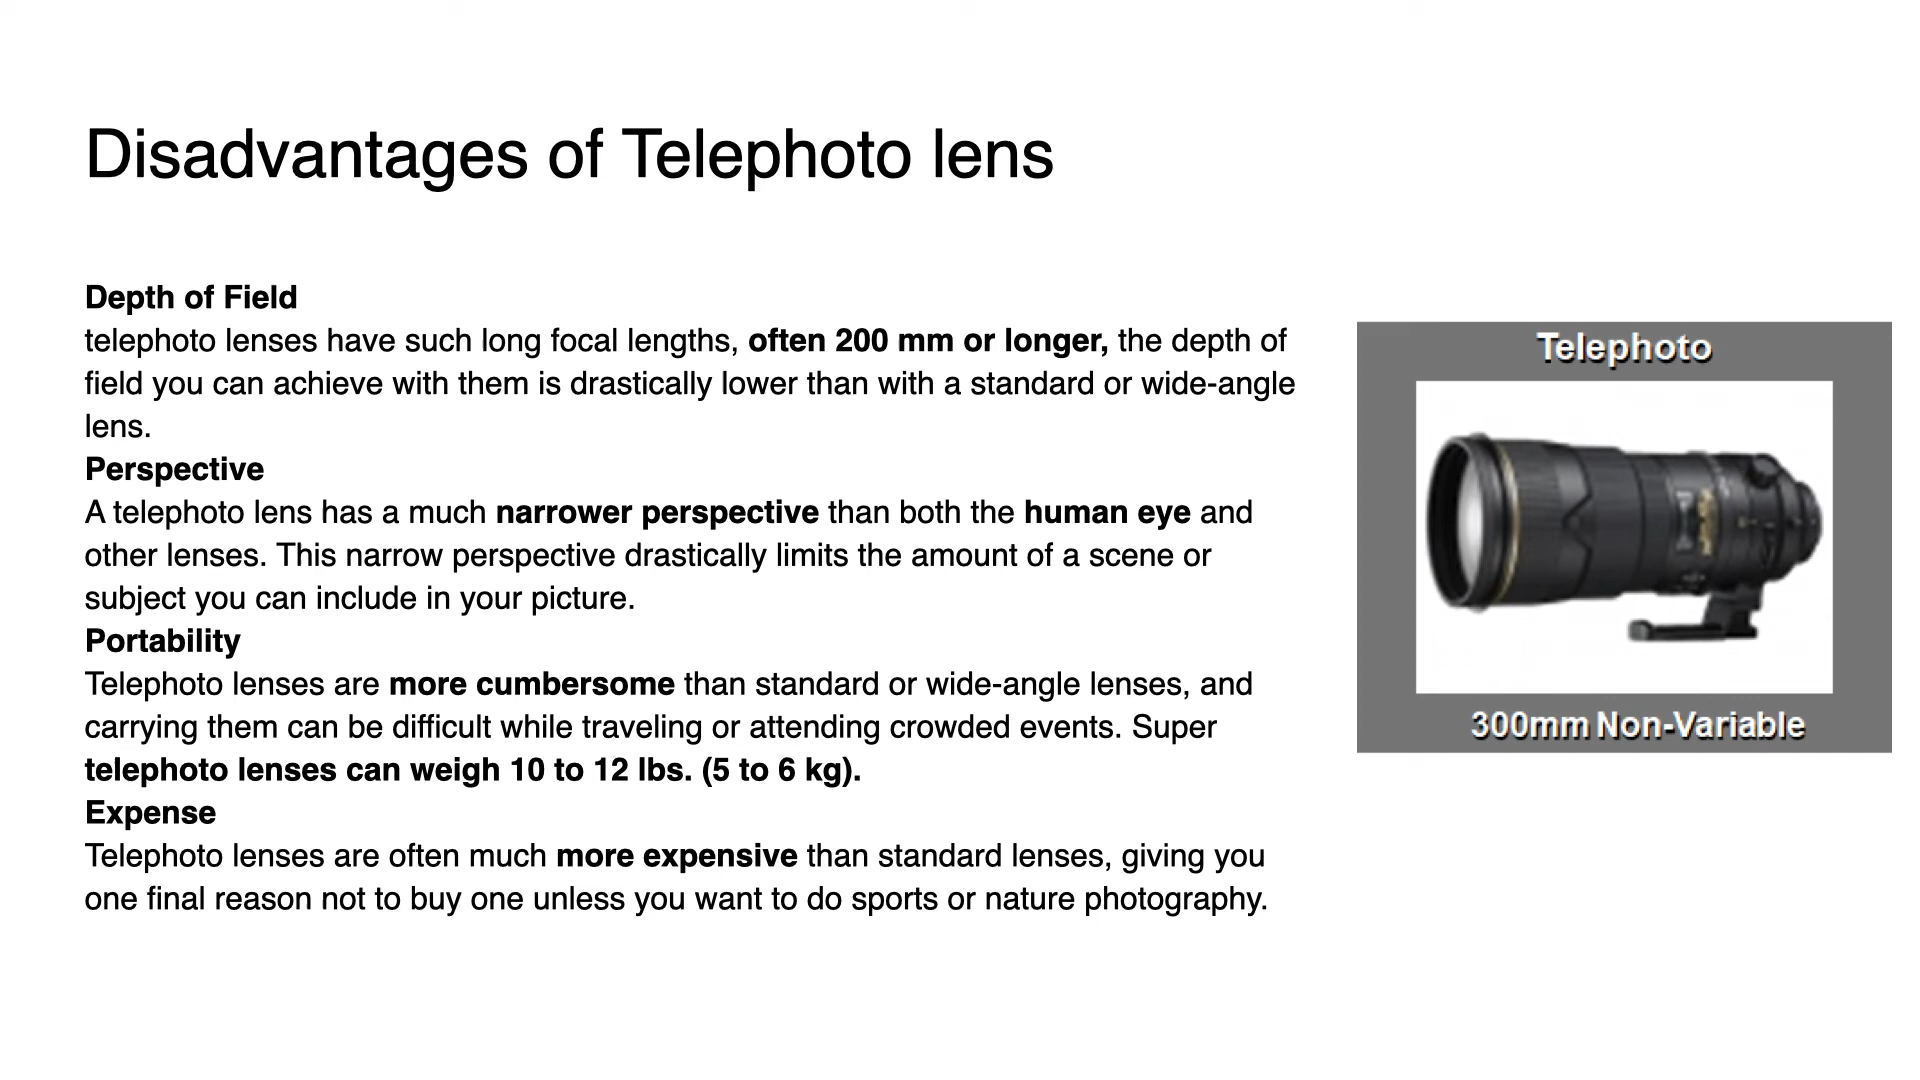 Disadvantages of Telephoto lens
Depth of Field
telephoto lenses have such long focal lengths, often 200 mm or longer, the depth of
field you can achieve with them is drastically lower than with a standard or wide-angle
lens.
Perspective
A telephoto lens has a much narrower perspective than both the human eye and
other lenses. This narrow perspective drastically limits the amount of a scene or
subject you can include in your picture.
Portability
Telephoto lenses are more cumbersome than standard or wide-angle lenses, and
carrying them can be difficult while traveling or attending crowded events. Super
telephoto lenses can weigh 10 to 12 lbs. (5 to 6 kg).
Expense
Telephoto lenses are often much more expensive than standard lenses, giving you
one final reason not to buy one unless you want to do sports or nature photography.
Telephoto
300mm Non-Variable